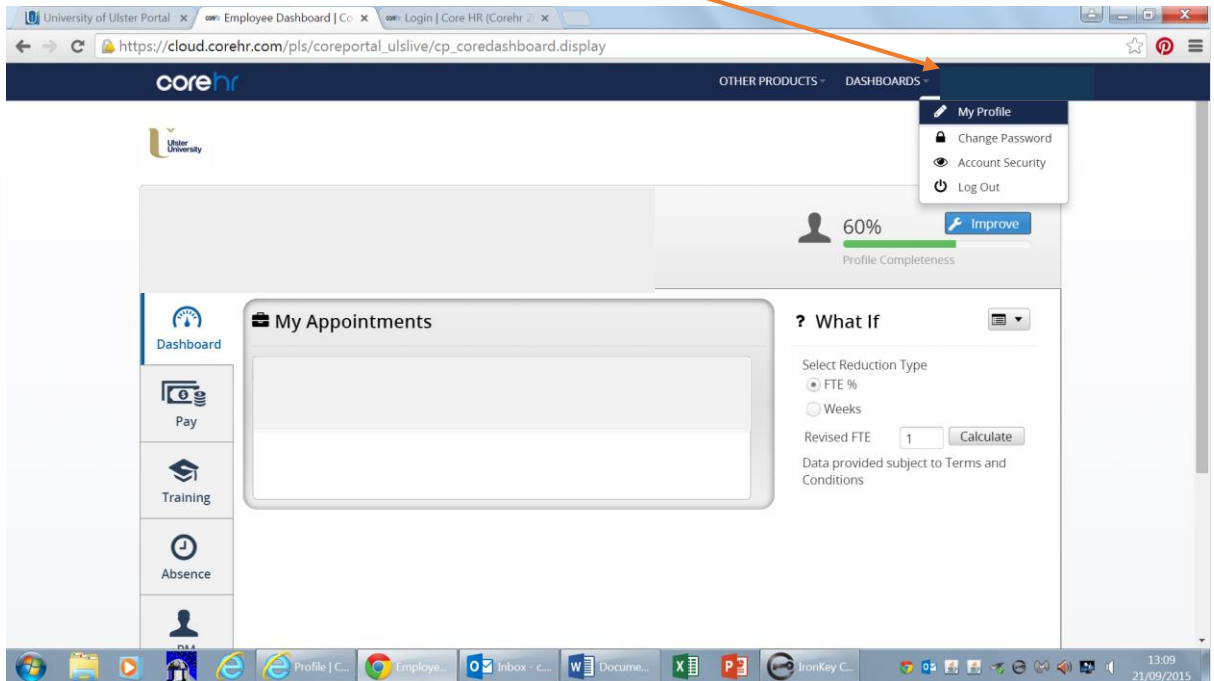 University of Ulster Portal
Employee Dashboard | Co
Login | Core HR (Corehr 2
https://cloud.corehr.com/pls/coreportal_ulslive/cp_coredashboard.display
corehr
OTHER PRODUCTS
DASHBOARDS
My Profile
Change Password
Account Security
Log Out
Ulster
University
60%
Improve
Profile Completeness
Dashboard
My Appointments
? What If
Select Reduction Type
FTE %
Weeks
Revised FTE 1 Calculate
Data provided subject to Terms and
Conditions
Pay
Training
Absence
Profile | C...
Employe...
Inbox - c...
Docume...
IronKey C...
13:09
21/09/2015